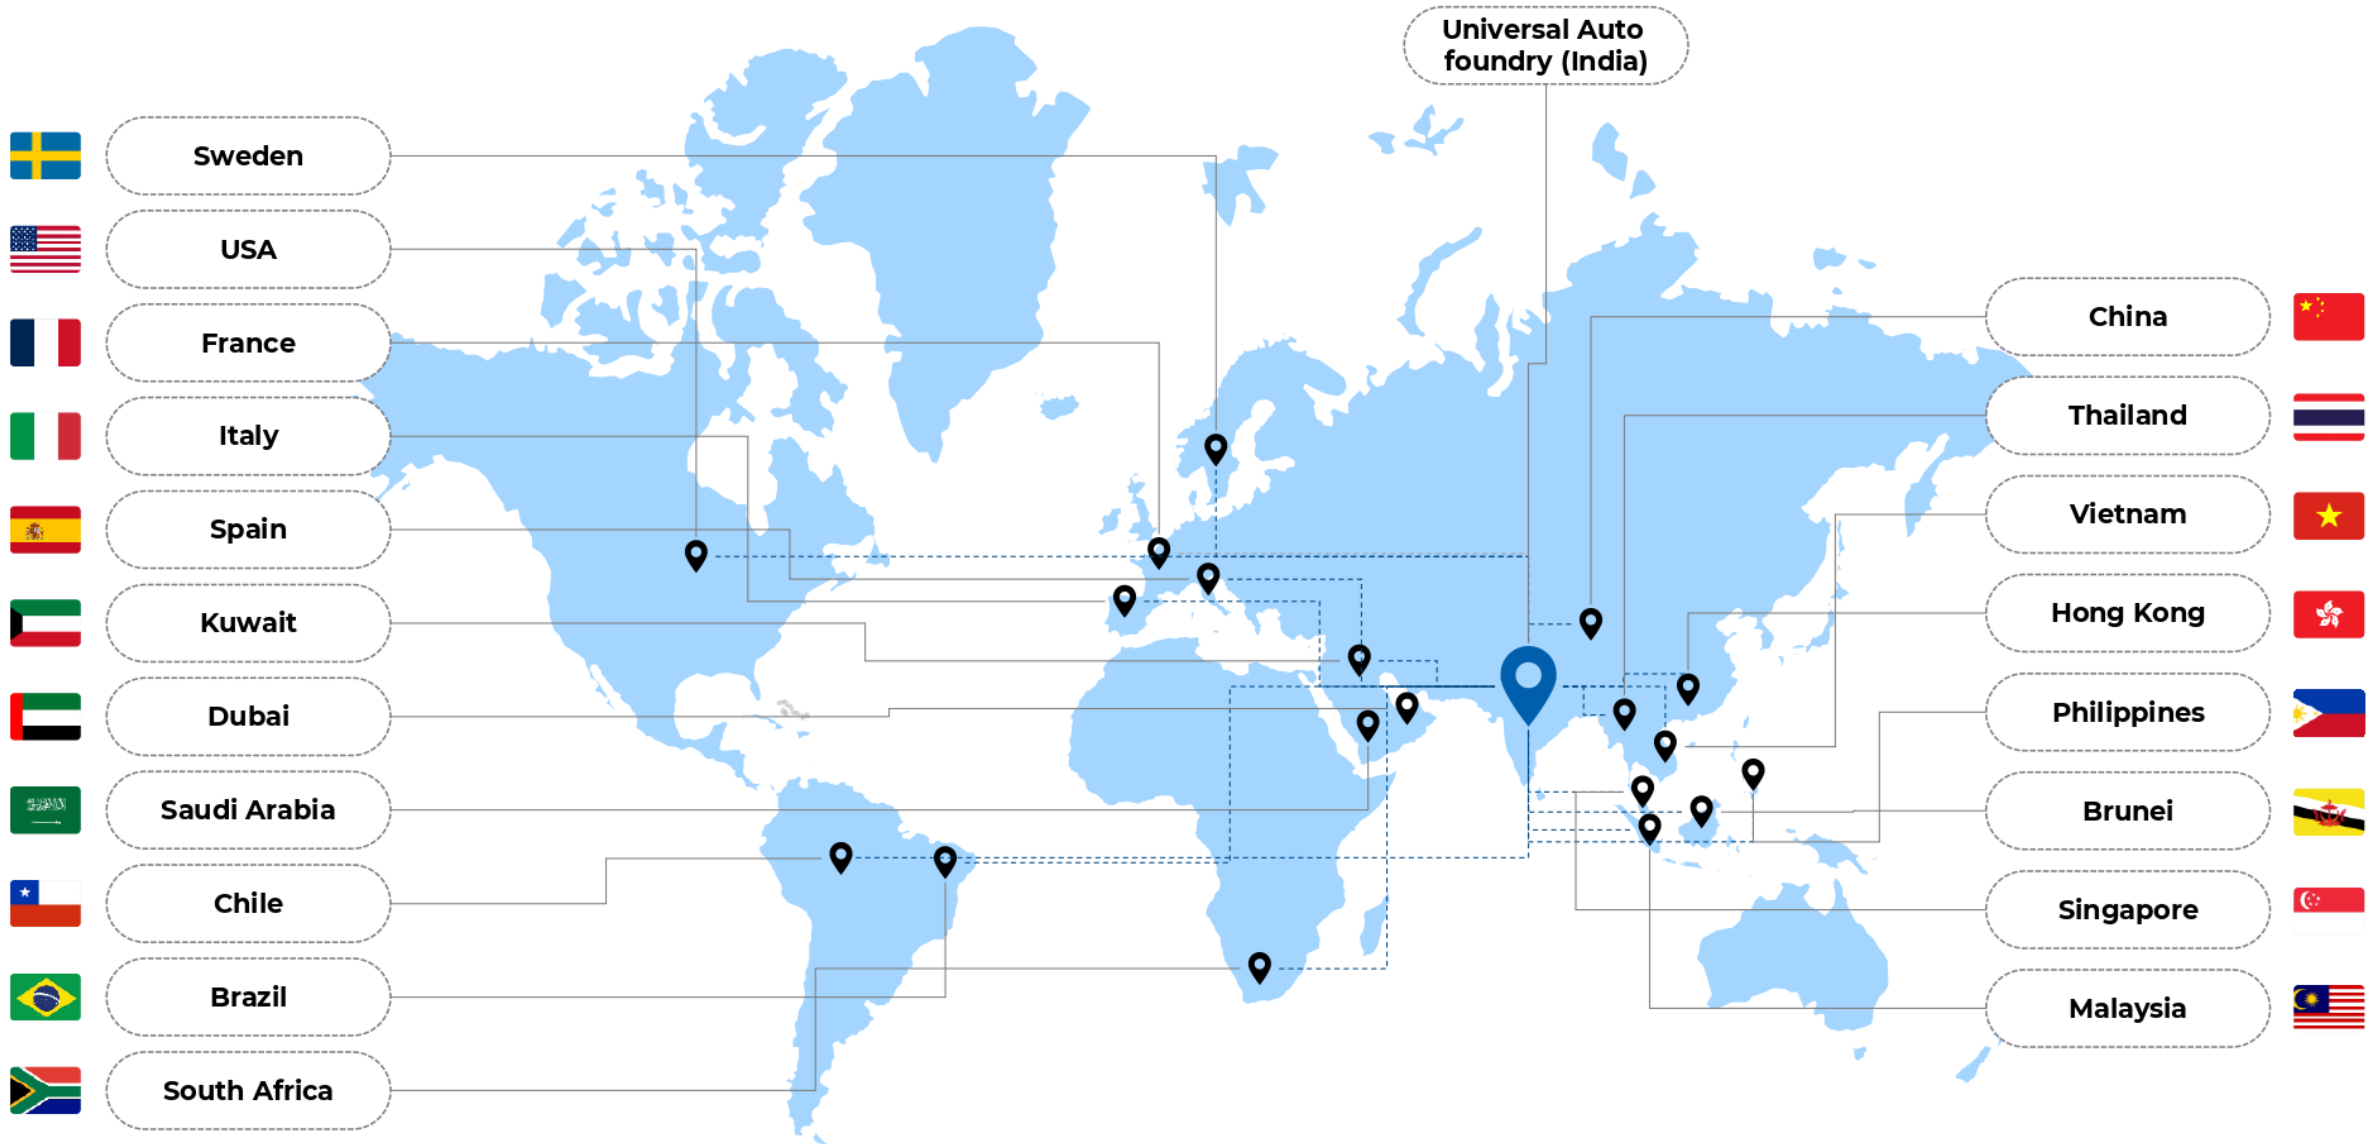 Universal Auto
foundry (India)
Sweden
USA
France
Italy
Spain
Kuwait
Dubai
Saudi Arabia
Chile
Brazil
South Africa
China
Thailand
Vietnam
Hong Kong
Philippines
Brunei
Singapore
Malaysia